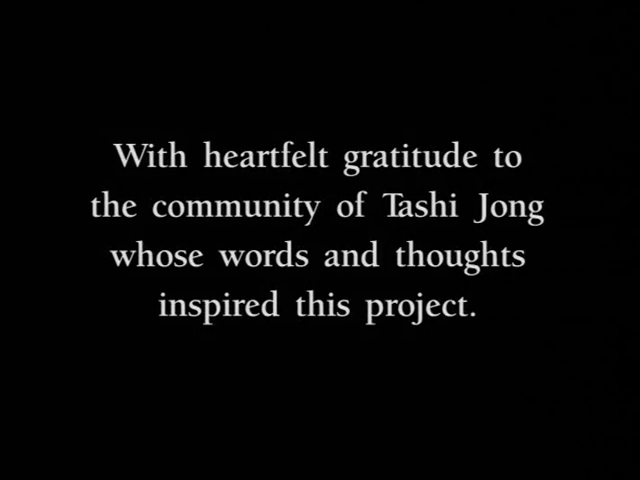 With heartfelt gratitude to
the community of Tashi Jong
whose words and thoughts
inspired this project.